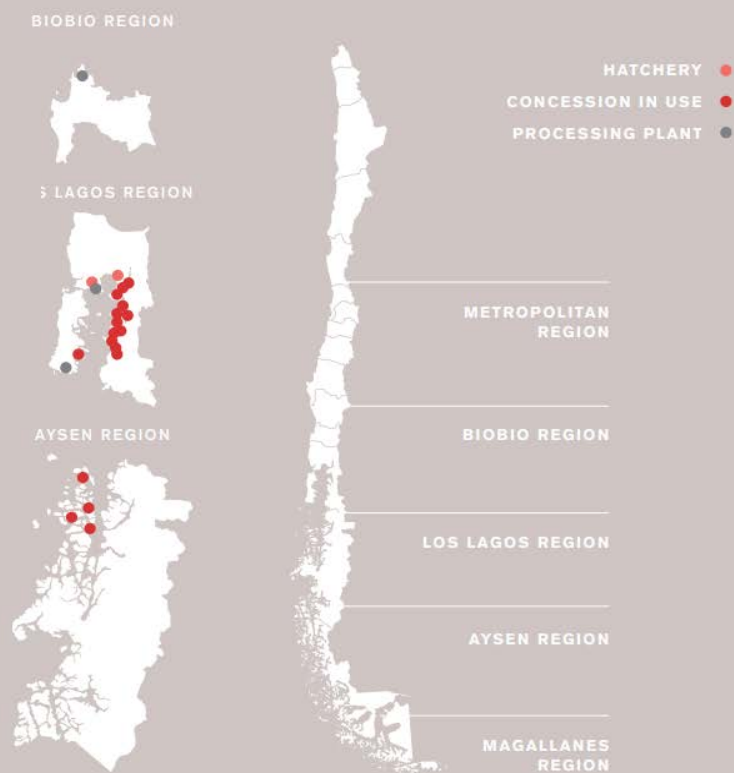 BIOBIO REGION
S LAGOS REGION
AYSEN REGION
HATCHERY
CONCESSION IN USE
PROCESSING PLANT
METROPOLITAN
REGION
BIOBIO REGION
LOS LAGOS REGION
AYSEN REGION
MAGALLANES
REGION